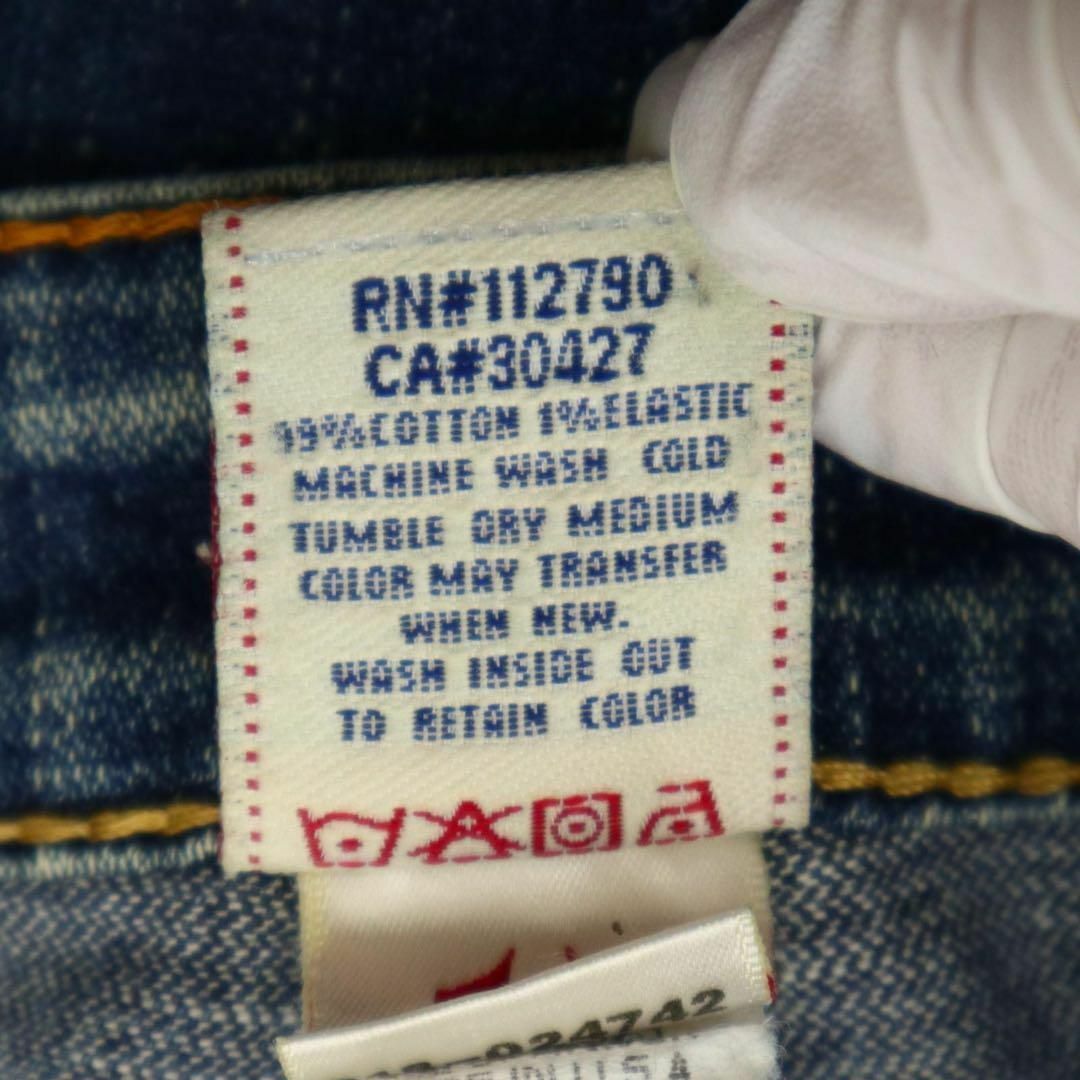 RN#112790
CA#30427
99%COTTON 1%ELASTIC
MACHINE WASH COLD
TUMBLE DRY MEDIUM
COLOR MAY TRANSFER
WHEN NEW.
WASH INSIDE OUT
TO RETAIN COLOR
-024742
U.S.A